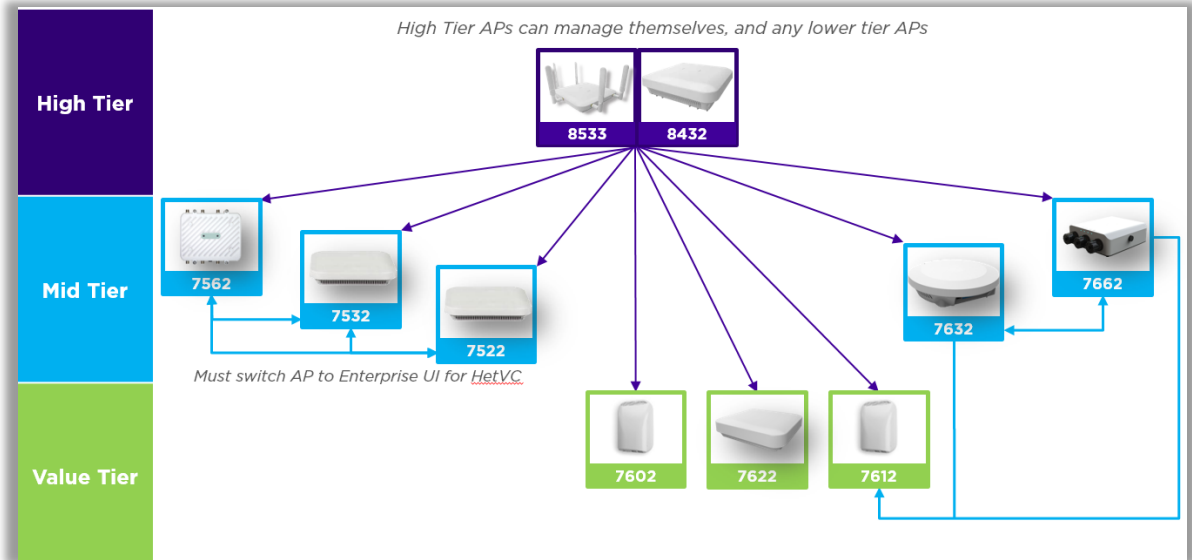 High Tier APs can manage themselves, and any lower tier APs
High Tier
8533
8432
Mid Tier
7562
7532
7522
7632
7662
Must switch AP to Enterprise UI for HetVC
Value Tier
7602
7622
7612